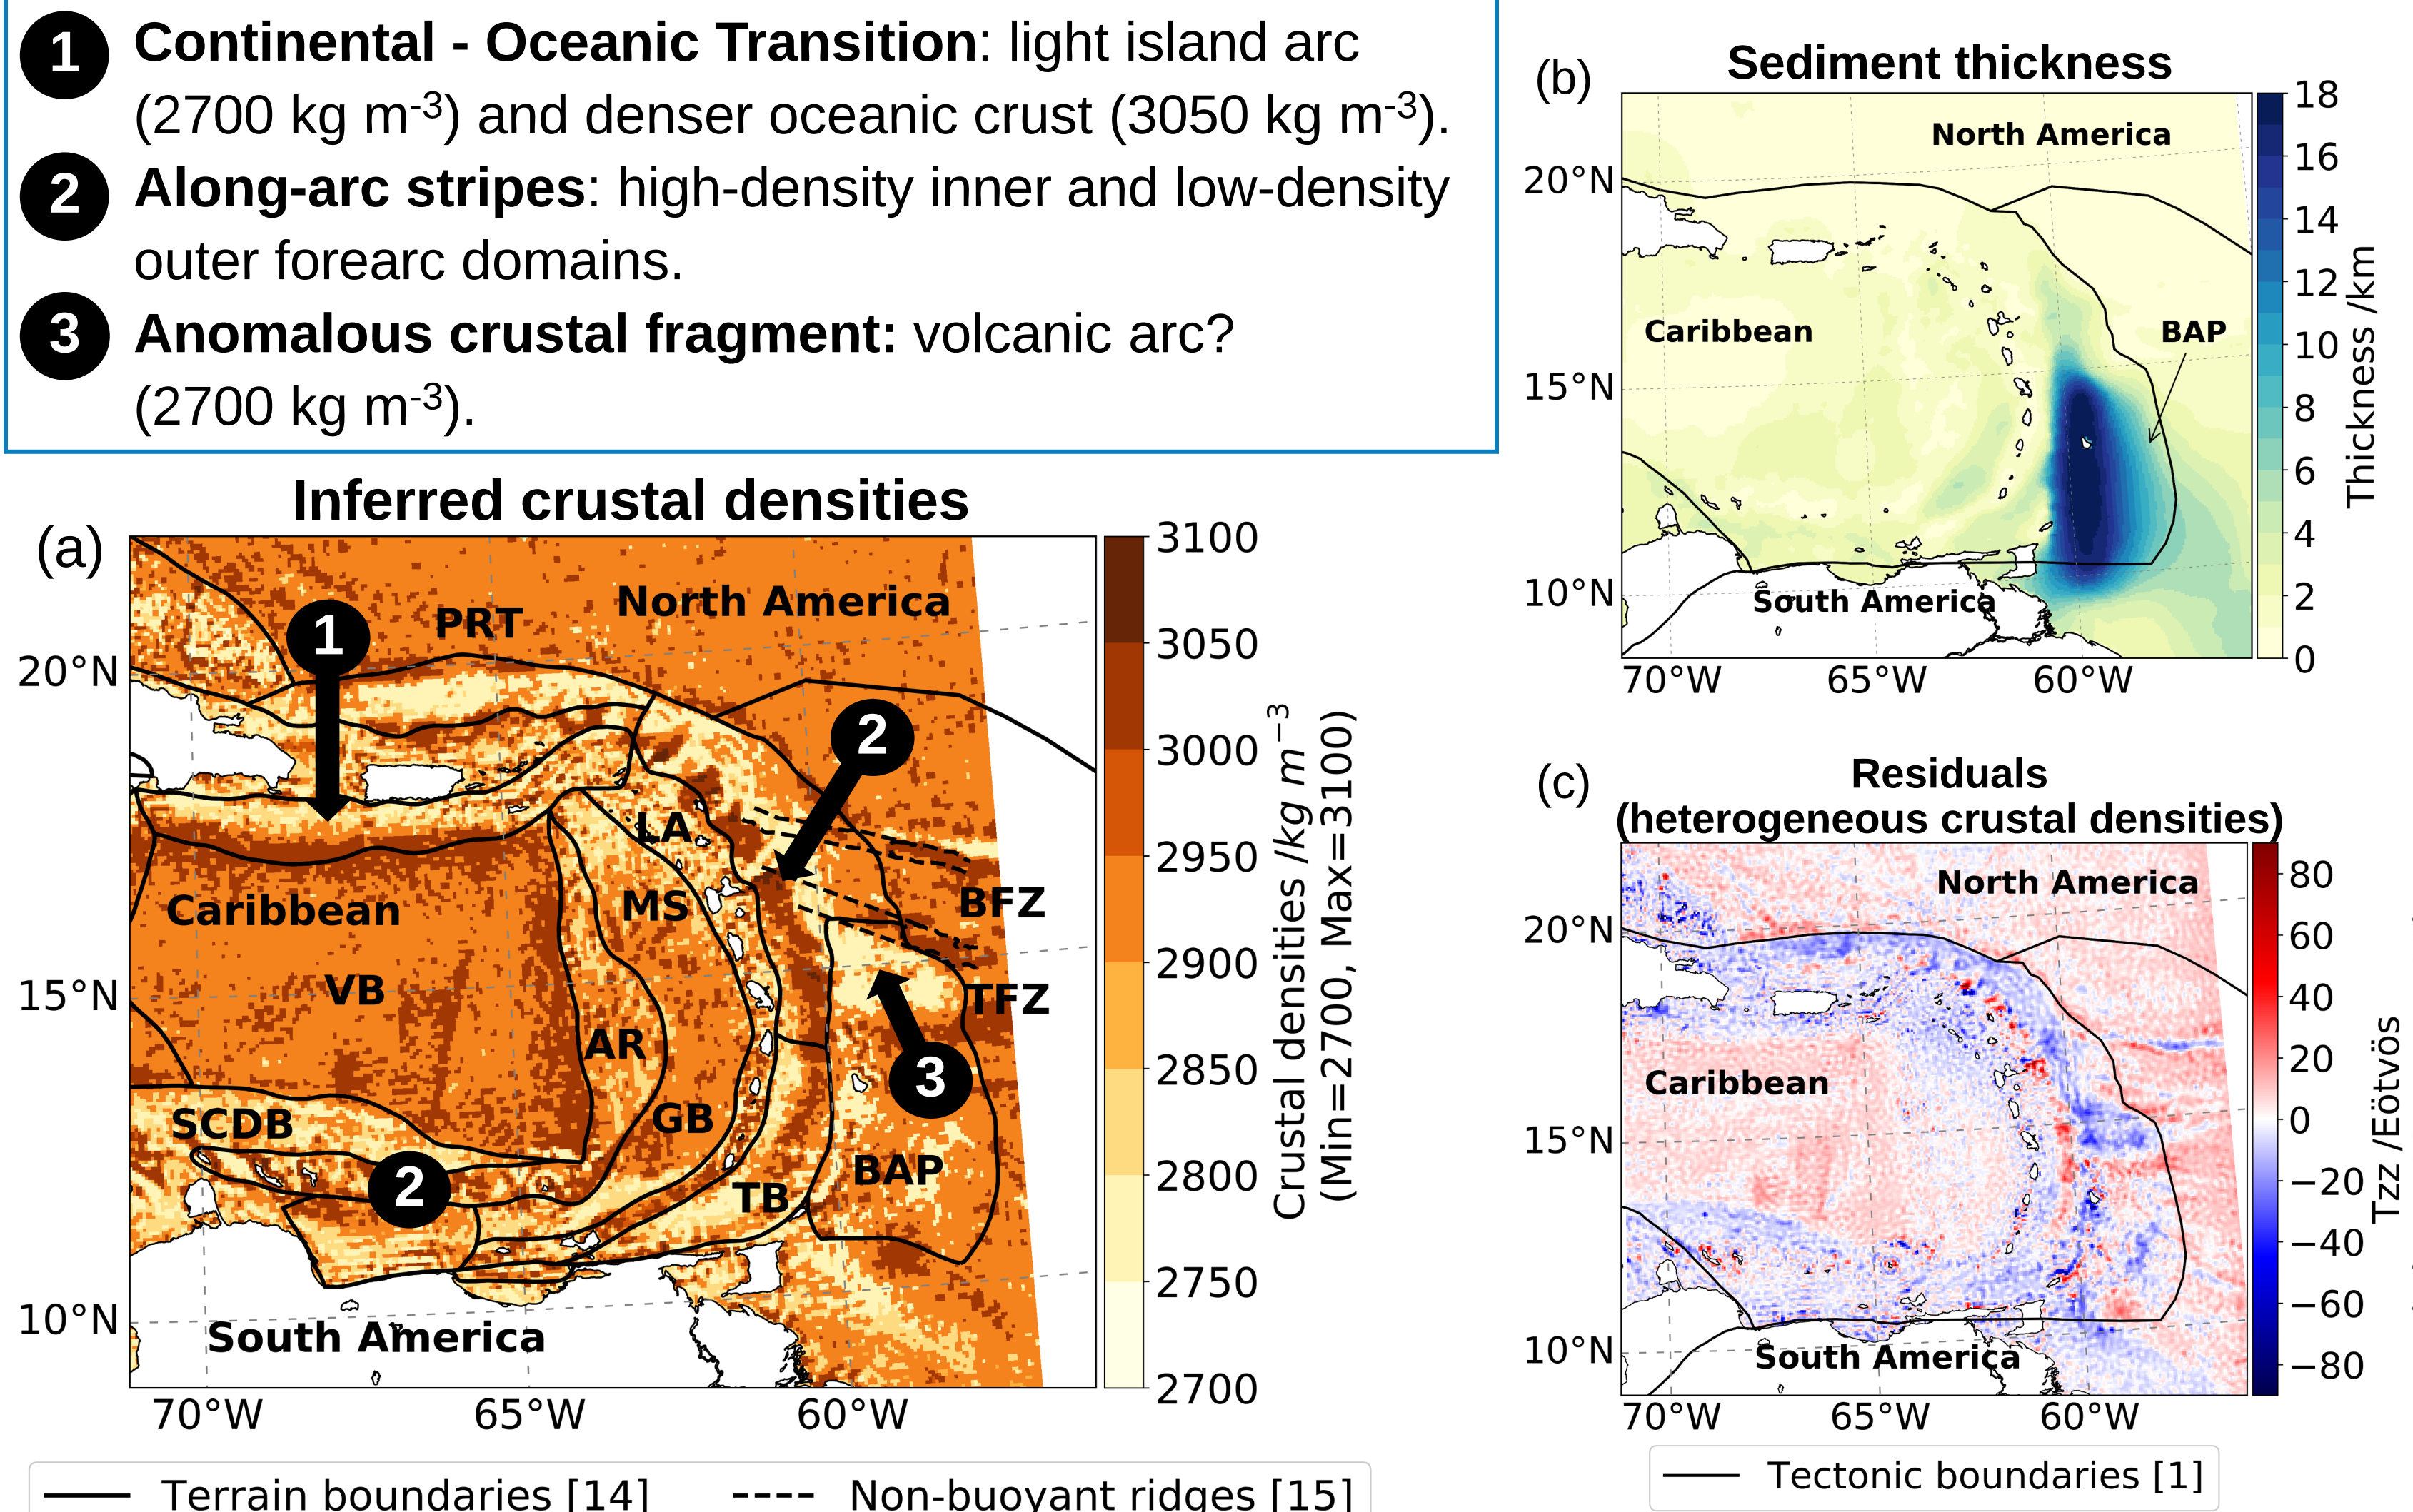 1 Continental - Oceanic Transition: light island arc
(2700 kg m-3) and denser oceanic crust (3050 kg m-3).
2 Along-arc stripes: high-density inner and low-density
outer forearc domains.
3 Anomalous crustal fragment: volcanic arc?
(2700 kg m-3).
Inferred crustal densities
(a)
North America
PRT
1
2
LA
MS
BFZ
Caribbean
VB
TFZ
AR
3
SCDB
GB
2
TB
BAP
South America
20°N
15°N
10°N
70°W 65°W 60°W
3100
3050
3000
2950
2900
2850
2800
2750
2700
Crustal densities /kg m−3
(Min=2700, Max=3100)
Terrain boundaries [14] Non-buoyant ridges [15]
(b)
Sediment thickness
North America
Caribbean
BAP
South America
20°N
15°N
10°N
70°W 65°W 60°W
18
16
14
12
10
8
6
4
2
0
Thickness /km
(c)
Residuals
(heterogeneous crustal densities)
North America
Caribbean
South America
20°N
15°N
10°N
70°W 65°W 60°W
80
60
40
20
0
−20
−40
−60
−80
Tzz /Eötvös
Tectonic boundaries [1]